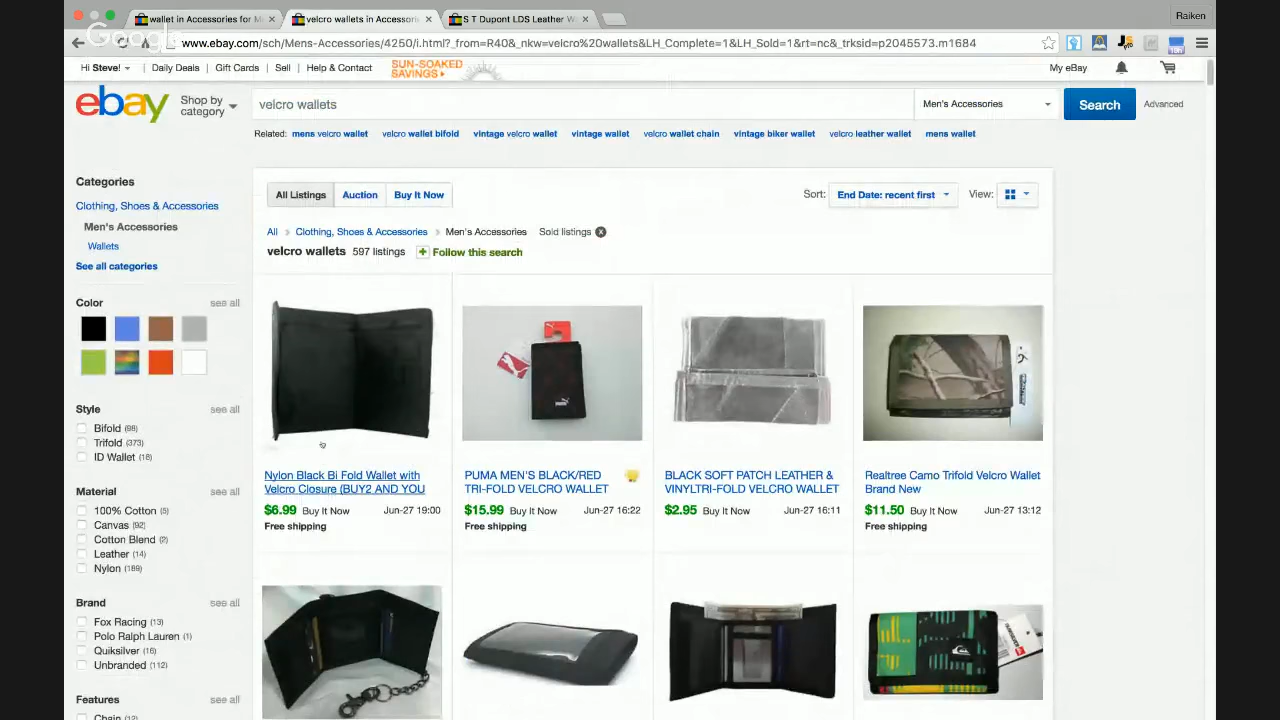 wallet in Accessories for M
velcro wallets in Accessori
S T Dupont LDS Leather W
Raiken
Google
www.ebay.com/sch/Mens-Accessories/4250/i.html?_from=R40&_nkw=velcro%20wallets&LH_Complete=1&LH_Sold=1&rt=nc&_trksid=p2045573.m1684
Hi Steve! Daily Deals Gift Cards Sell Help & Contact SUN-SOAKED SAVINGS My eBay
ebay Shop by category velcro wallets Men's Accessories Search Advanced
Related: mens velcro wallet velcro wallet bifold vintage velcro wallet vintage wallet velcro wallet chain vintage biker wallet velcro leather wallet mens wallet
Categories
Clothing, Shoes & Accessories
Men's Accessories
Wallets
See all categories
Color see all
Style see all
Bifold (98)
Trifold (373)
ID Wallet (18)
Material see all
100% Cotton (5)
Canvas (92)
Cotton Blend (2)
Leather (14)
Nylon (189)
Brand see all
Fox Racing (13)
Polo Ralph Lauren (1)
Quiksilver (16)
Unbranded (112)
Features see all
Chain (12)
All Listings Auction Buy It Now Sort: End Date: recent first View:
All Clothing, Shoes & Accessories Men's Accessories Sold listings
velcro wallets 597 listings Follow this search
Nylon Black Bi Fold Wallet with
Velcro Closure (BUY2 AND YOU
$6.99 Buy It Now Jun-27 19:00
Free shipping
PUMA MEN'S BLACK/RED
TRI-FOLD VELCRO WALLET
$15.99 Buy It Now Jun-27 16:22
Free shipping
BLACK SOFT PATCH LEATHER &
VINYLTRI-FOLD VELCRO WALLET
$2.95 Buy It Now Jun-27 16:11
Realtree Camo Trifold Velcro Wallet
Brand New
$11.50 Buy It Now Jun-27 13:12
Free shipping